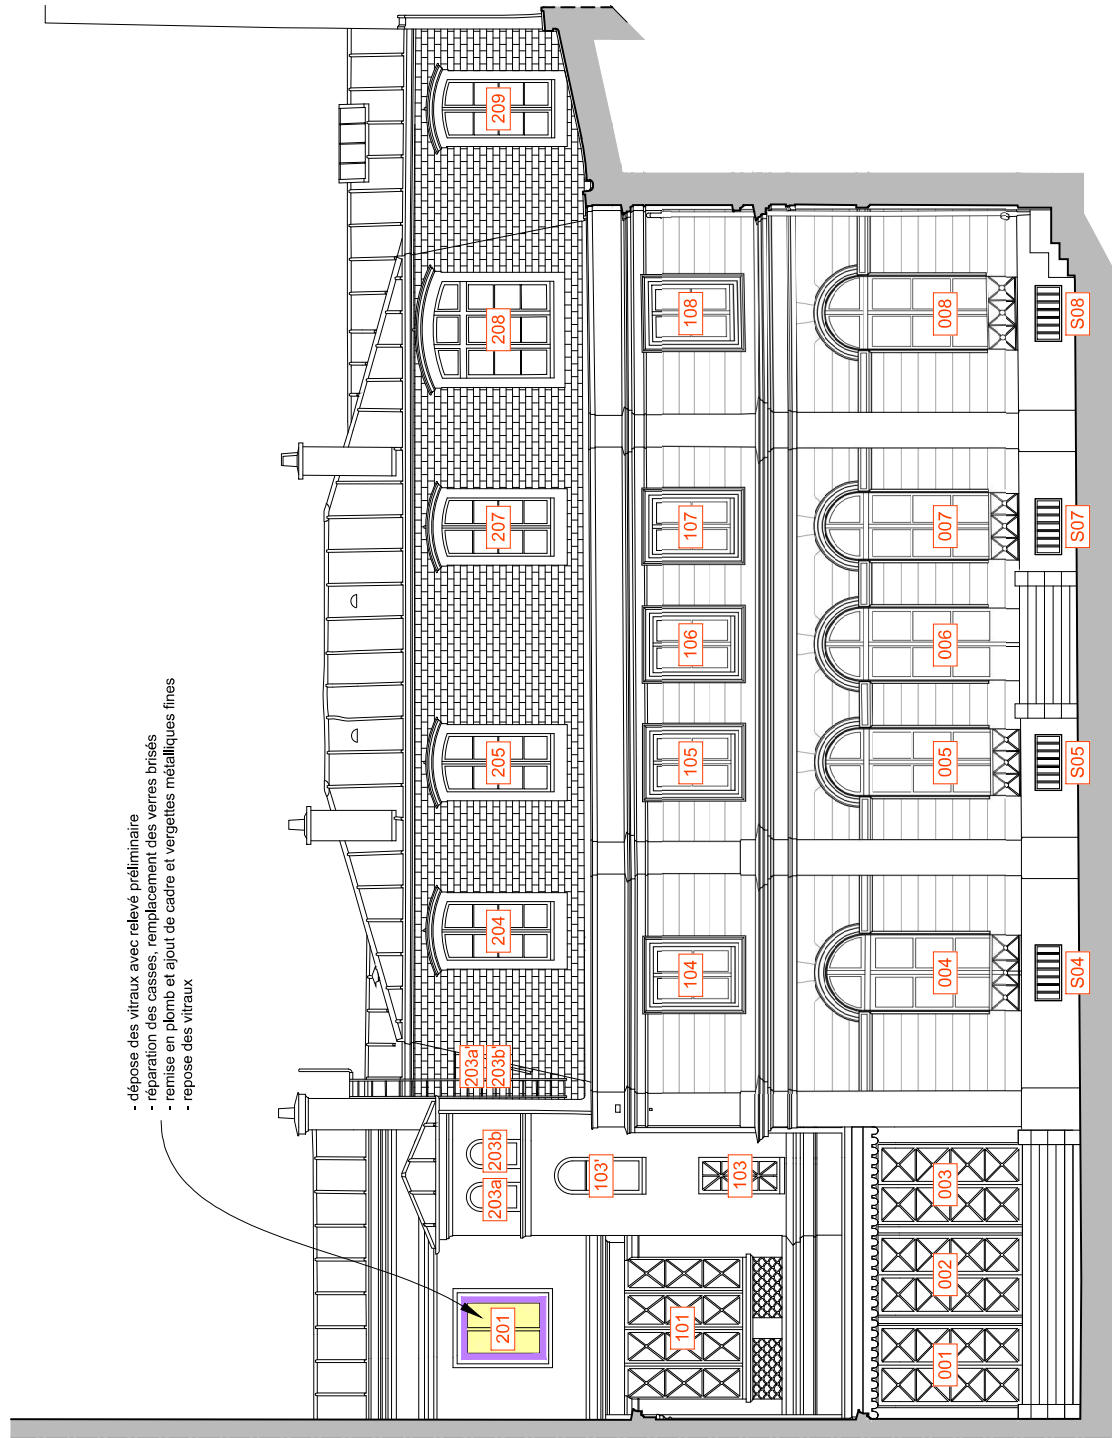 - dépose des vitraux avec relevé préliminaire
- réparation des casses, remplacement des verres brisés
- remise en plomb et ajout de cadre et vergettes métalliques fines
- repose des vitraux
201
203a
203b
203a'
203b'
204
205
207
208
209
101
103'
103
104
105
106
107
108
001
002
003
004
005
006
007
008
S04
S05
S07
S08